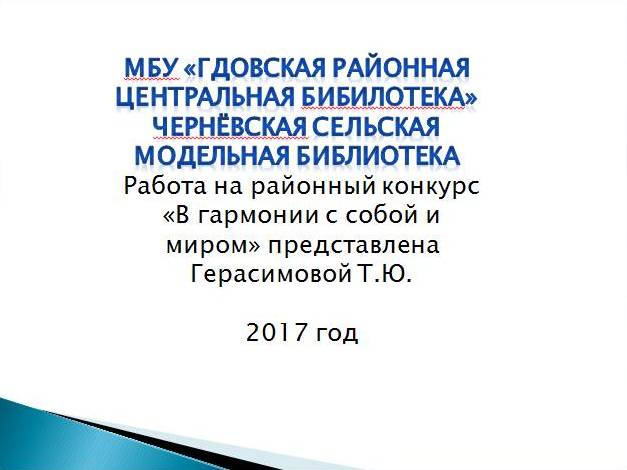 МБУ «ГДОВСКАЯ РАЙОННАЯ
ЦЕНТРАЛЬНАЯ БИБИЛОТЕКА»
ЧЕРНЁВСКАЯ СЕЛЬСКАЯ
МОДЕЛЬНАЯ БИБЛИОТЕКА
Работа на районный конкурс
«В гармонии с собой и
миром» представлена
Герасимовой Т.Ю.
2017 год